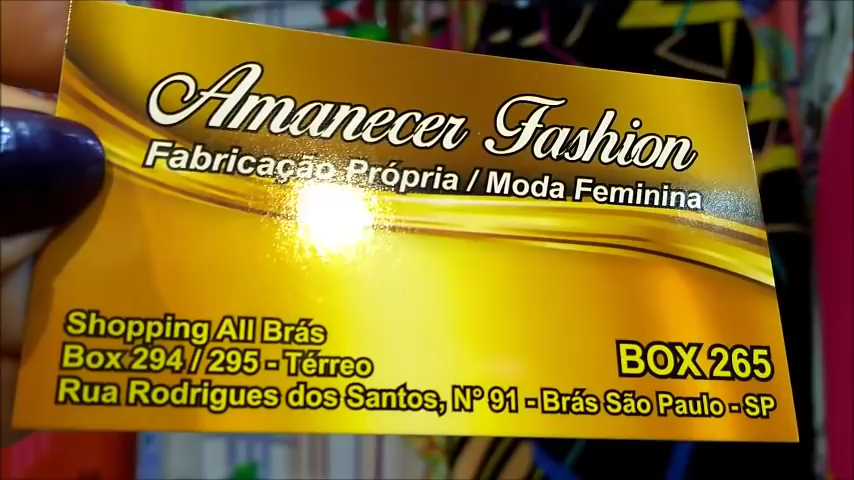 Amanecer Fashion
Fabricação Própria / Moda Feminina
Shopping All Brás
Box 294 / 295 - Térreo
BOX 265
Rua Rodrigues dos Santos, Nº 91 - Brás São Paulo - SP